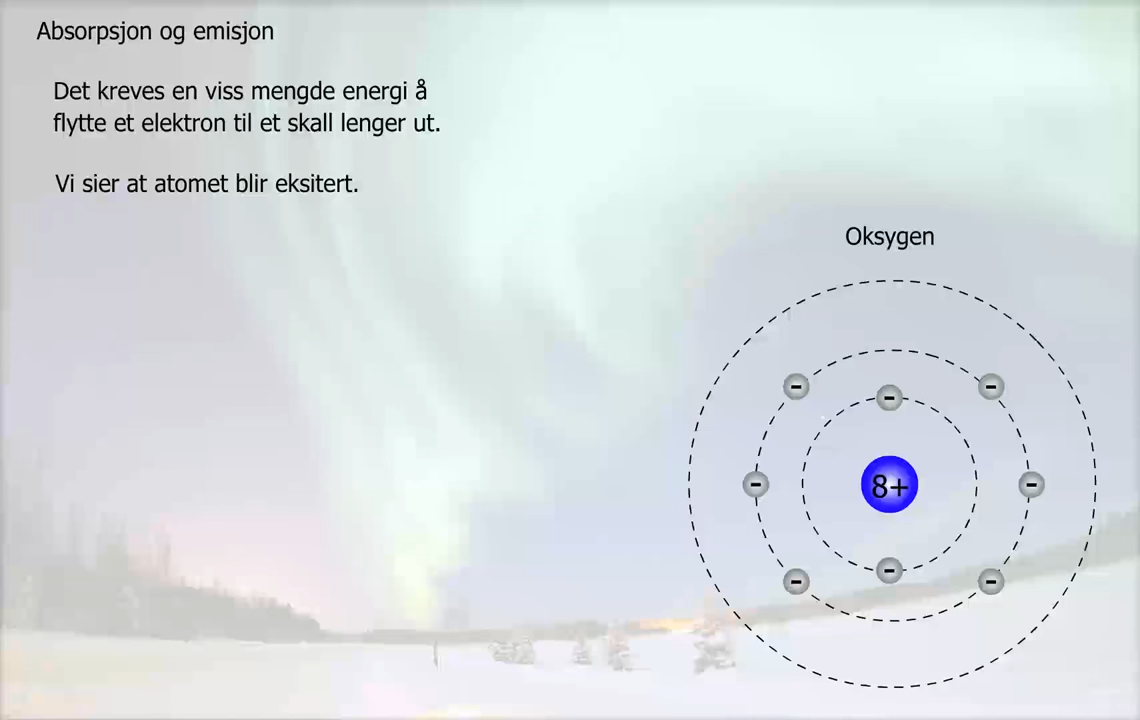 Absorpsjon og emisjon
Det kreves en viss mengde energi å
flytte et elektron til et skall lenger ut.
Vi sier at atomet blir eksitert.
Oksygen
-
-
-
-
8+
-
-
-
-